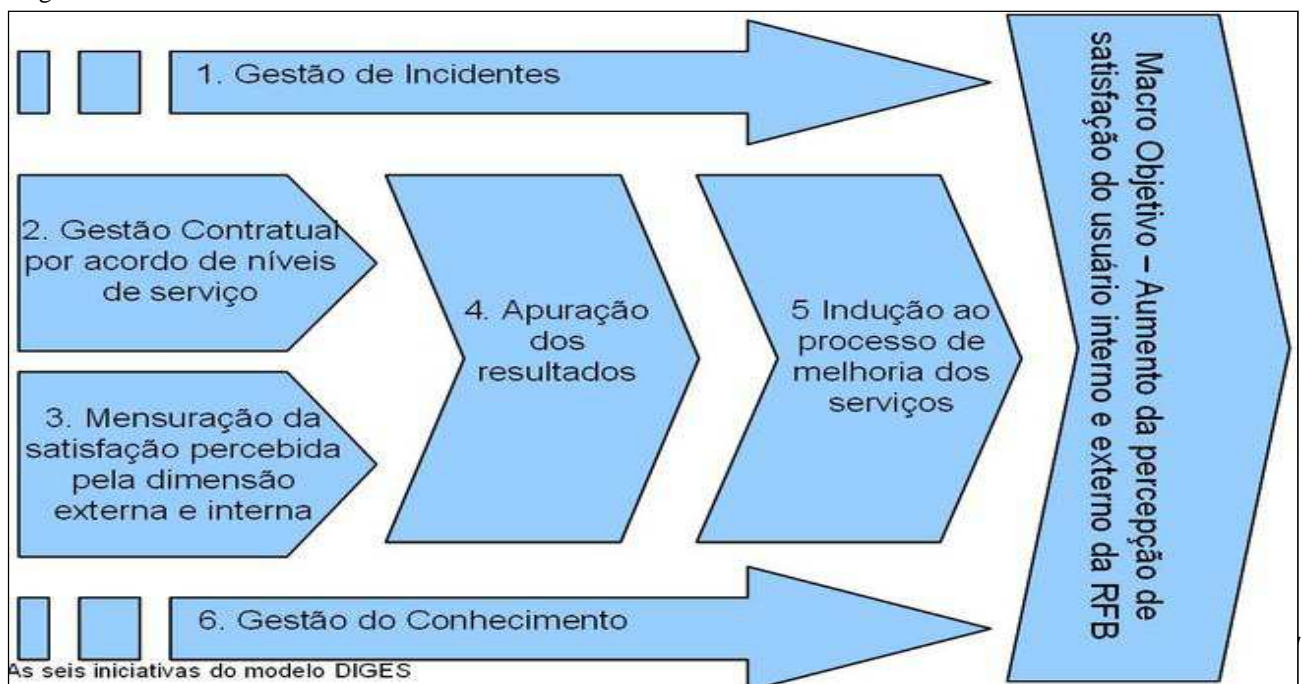 1. Gestão de Incidentes
2. Gestão Contratual
por acordo de níveis
de serviço
3. Mensuração da
satisfação percebida
pela dimensão
externa e interna
4. Apuração
dos
resultados
5 Indução ao
processo de
melhoria dos
serviços
6. Gestão do Conhecimento
Macro Objetivo – Aumento da percepção de
satisfação do usuário interno e externo da RFB
As seis iniciativas do modelo DIGES